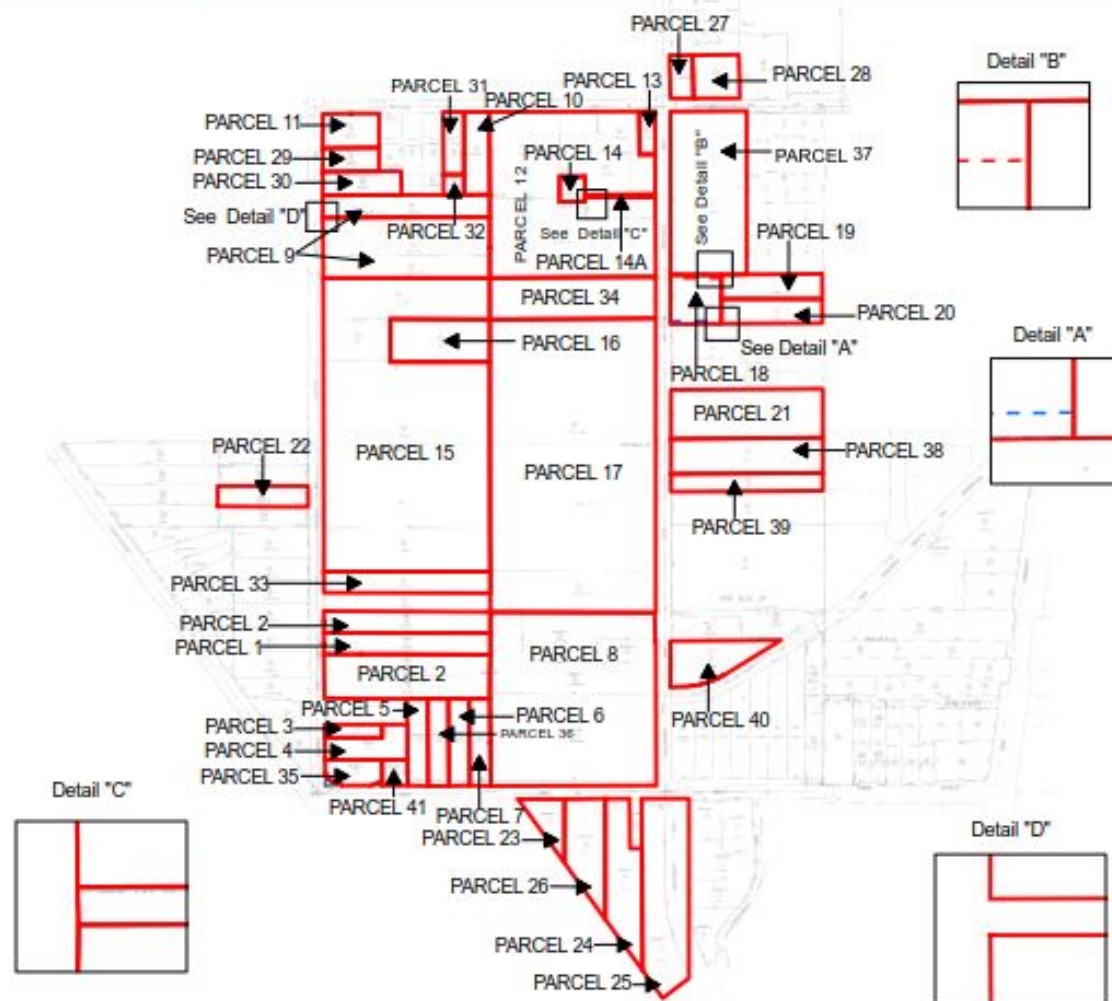 PARCEL 27
Detail "B"
PARCEL 13
PARCEL 28
PARCEL 31
PARCEL 10
PARCEL 11
PARCEL 14
See Detail "B"
PARCEL 37
PARCEL 29
PARCEL 30
PARCEL 12
See Detail "D"
PARCEL 32
See Detail "C"
PARCEL 19
PARCEL 9
PARCEL 14A
PARCEL 34
PARCEL 20
Detail "A"
PARCEL 16
See Detail "A"
PARCEL 18
PARCEL 21
PARCEL 22
PARCEL 15
PARCEL 38
PARCEL 17
PARCEL 39
PARCEL 33
PARCEL 2
PARCEL 1
PARCEL 8
PARCEL 2
PARCEL 5
PARCEL 6
PARCEL 40
PARCEL 3
PARCEL 36
PARCEL 4
PARCEL 35
Detail "C"
PARCEL 41
PARCEL 7
PARCEL 23
Detail "D"
PARCEL 26
PARCEL 24
PARCEL 25